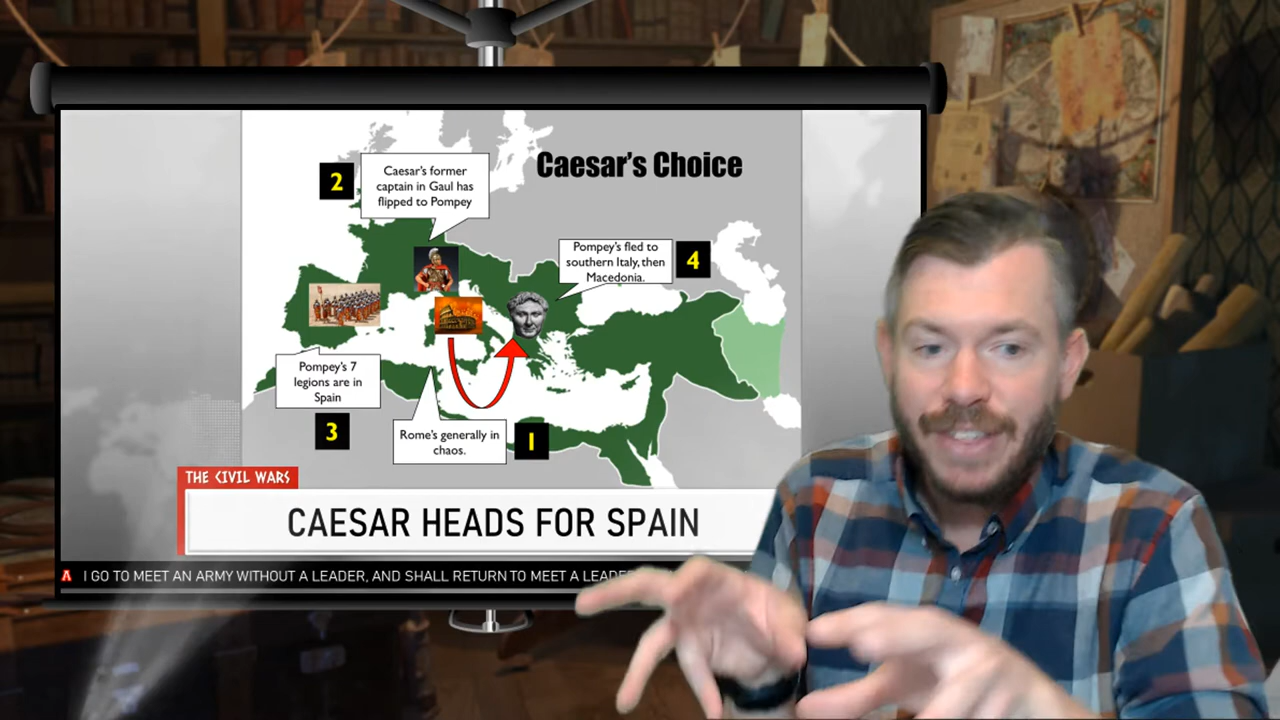 Caesar's Choice
2
Caesar's former
captain in Gaul has
flipped to Pompey
Pompey's fled to
southern Italy, then
Macedonia.
4
Pompey's 7
legions are in
Spain
3
Rome's generally in
chaos.
1
THE CIVIL WARS
CAESAR HEADS FOR SPAIN
I GO TO MEET AN ARMY WITHOUT A LEADER, AND SHALL RETURN TO MEET A